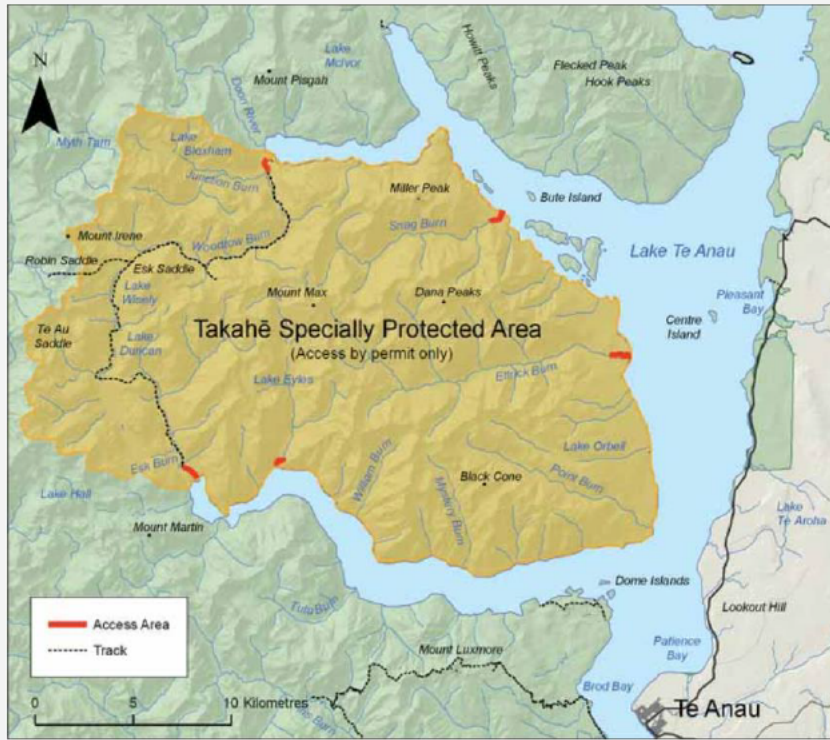 Lake
McIvor
Mount Pisgah
Howitt Peaks
Flecked Peak
Hook Peaks
N
Doon River
Myth Tarn
Lake
Bloxham
Junction Burn
Miller Peak
Bute Island
Snag Burn
Mount Irene
Woodrow Burn
Robin Saddle
Esk Saddle
Lake Te Anau
Lake
Wisely
Mount Max
Dana Peaks
Pleasant
Bay
Centre
Island
Te Au
Saddle
Lake
Duncan
Takahē Specially Protected Area
(Access by permit only)
Lake Eyles
Ettrick Burn
Esk Burn
William Burn
Lake Orbell
Point Burn
Black Cone
Mystery Burn
Lake Hall
Mount Martin
Lake
Te Aroha
Dome Islands
Lookout Hill
Tutu Burn
Access Area
Track
Patience
Bay
Mount Luxmore
Brod Bay
Te Anau
0 5 10 Kilometres
Burn